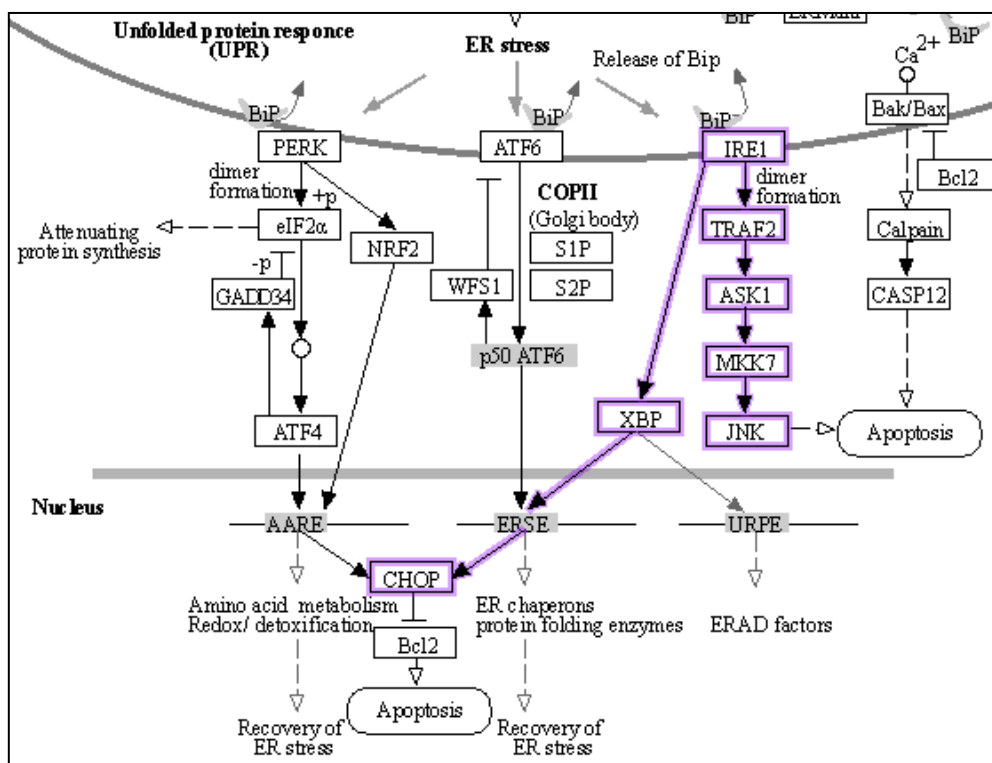 BiP
Unfolded protein responce
(UPR)
ER stress
BiP
Ca2+
Release of Bip
BiP
BiP
BiP
Bak/Bax
PERK
ATF6
IRE1
dimer
formation
+p
COPII
(Golgi body)
dimer
formation
Bcl2
Attenuating
protein synthesis
eIF2α
NRF2
S1P
TRAF2
Calpain
-p
GADD34
WFS1
S2P
ASK1
CASP12
p50 ATF6
MKK7
ATF4
XBP
JNK
Apoptosis
Nucleus
AARE
ERSE
URPE
CHOP
Amino acid metabolism
Redox/ detoxification
ER chaperons
protein folding enzymes
ERAD factors
Bcl2
Apoptosis
Recovery of
ER stress
Recovery of
ER stress